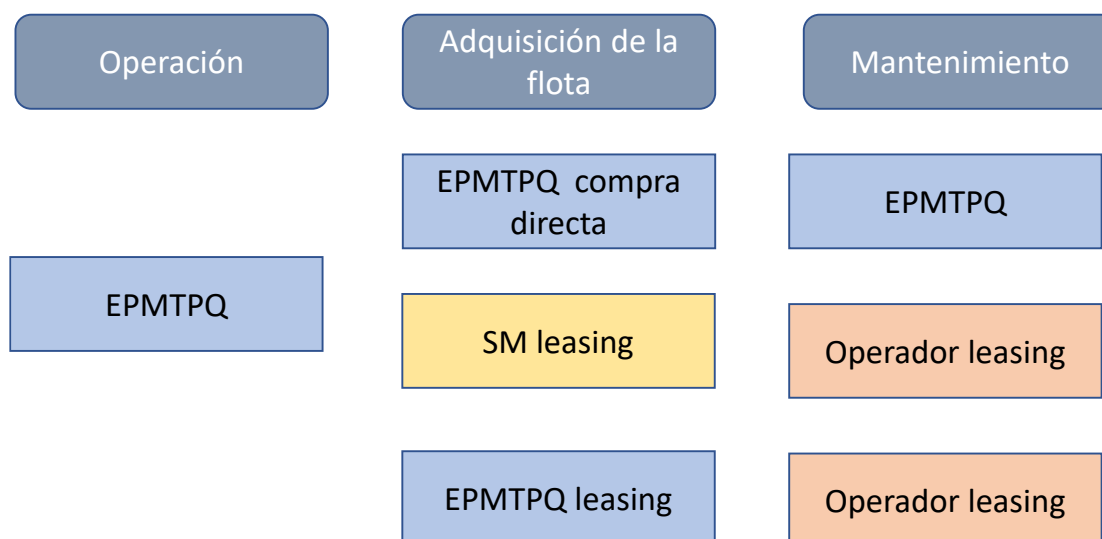 Operación
Adquisición de la
flota
Mantenimiento
EPMTPQ compra
directa
EPMTPQ
EPMTPQ
SM leasing
Operador leasing
EPMTPQ leasing
Operador leasing